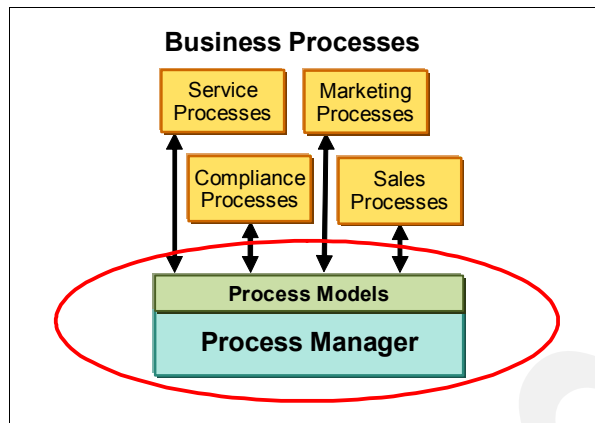 Business Processes
Service
Processes
Marketing
Processes
Compliance
Processes
Sales
Processes
Process Models
Process Manager